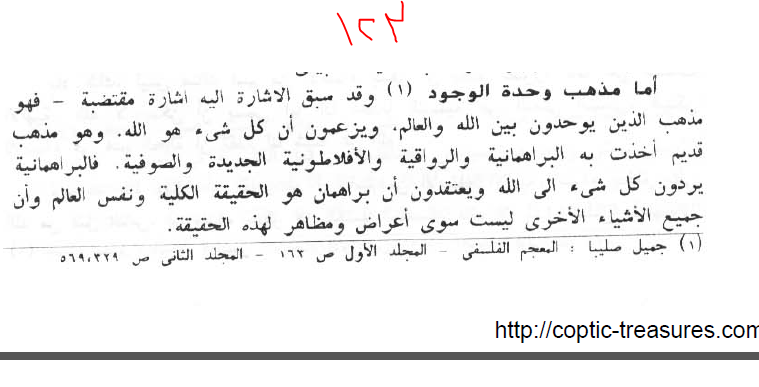 ١٢٣
أما مذهب وحدة الوجود (١) وقد سبق الاشارة اليه اشارة مقتضبة - فهو
مذهب الذين يوحدون بين الله والعالم. ويزعمون أن كل شىء هو الله. وهو مذهب
قديم أخذت به البراهمانية والرواقية والأفلاطونية الجديدة والصوفية. فالبراهمانية
يردون كل شىء الى الله ويعتقدون أن براهمان هو الحقيقة الكلية ونفس العالم وأن
جميع الأشياء الأخرى ليست سوى أعراض ومظاهر لهذه الحقيقة.
(١) جميل صليبا : المعجم الفلسفى - المجلد الأول ص ١٦٣ - المجلد الثانى ص ٥٦٩،٣٢٩
http://coptic-treasures.com